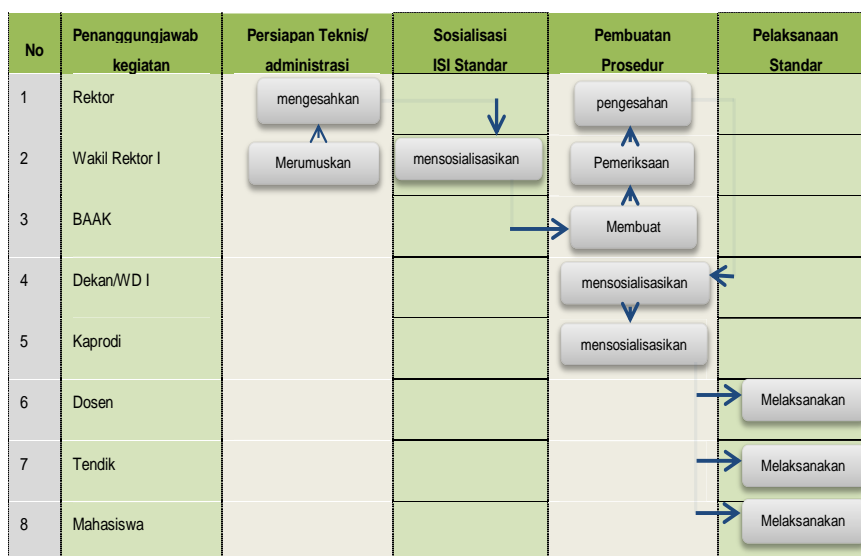 No
Penanggungjawab
kegiatan
Persiapan Teknis/
administrasi
Sosialisasi
ISI Standar
Pembuatan
Prosedur
Pelaksanaan
Standar
1
Rektor
mengesahkan
pengesahan
2
Wakil Rektor I
Merumuskan
mensosialisasikan
Pemeriksaan
3
BAAK
Membuat
4
Dekan/WD I
mensosialisasikan
5
Kaprodi
mensosialisasikan
6
Dosen
Melaksanakan
7
Tendik
Melaksanakan
8
Mahasiswa
Melaksanakan